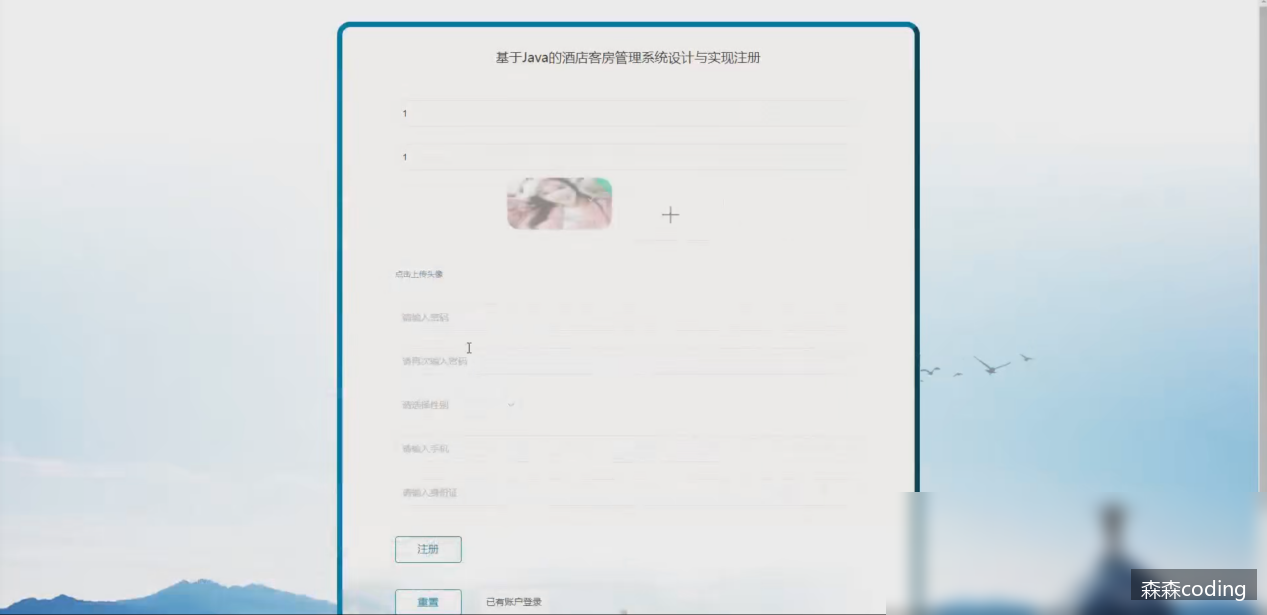 基于Java的酒店客房管理系统设计与实现注册
1
1
点击上传头像
请输入密码
请再次输入密码
请选择性别
请输入手机
请输入身份证
注册
重置
已有账户登录
森森coding